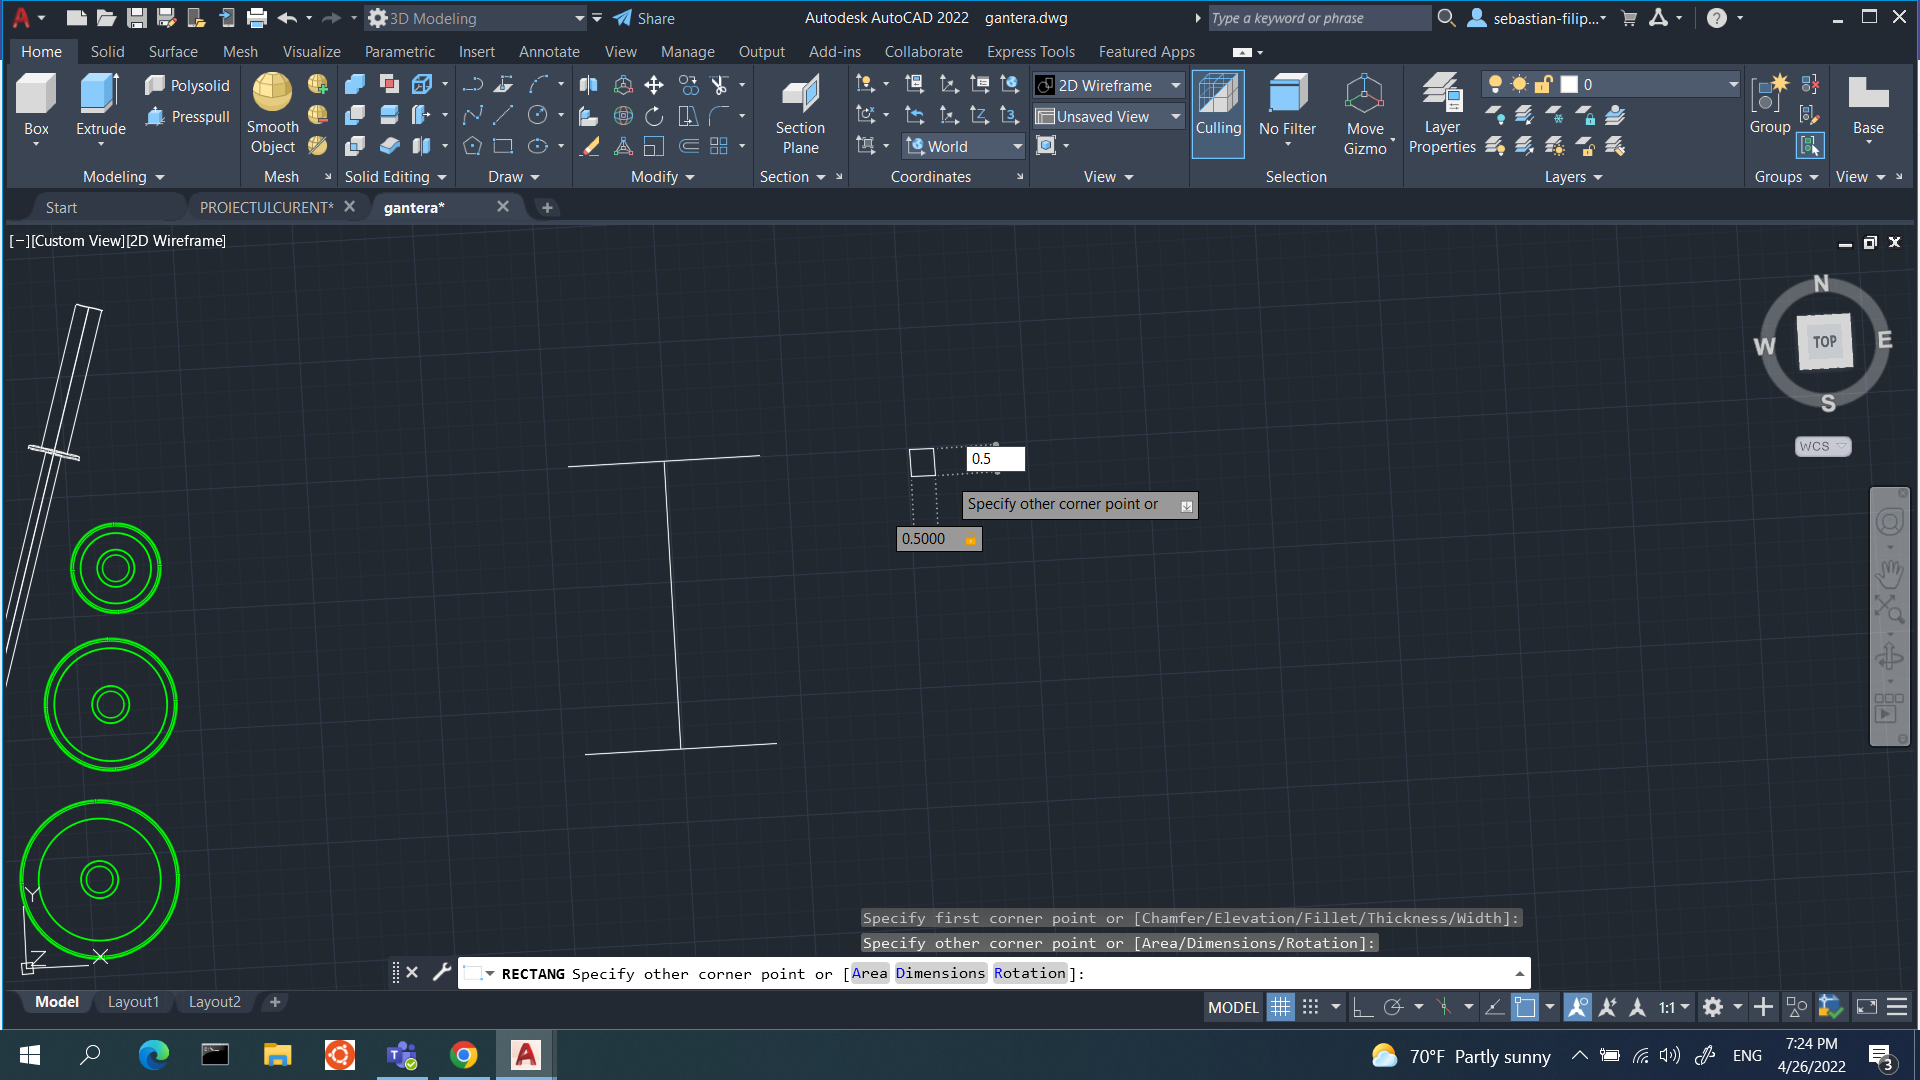 3D Modeling
Share
Autodesk AutoCAD 2022 gantera.dwg
Type a keyword or phrase
sebastian-filip...
Home Solid Surface Mesh Visualize Parametric Insert Annotate View Manage Output Add-ins Collaborate Express Tools Featured Apps
Box
Extrude
Polysolid
Presspull
Modeling
Smooth
Object
Mesh
Solid Editing
Draw
Modify
Section
Plane
Section
World
Coordinates
2D Wireframe
Unsaved View
View
Culling
No Filter
Move
Gizmo
Selection
Layer
Properties
0
Layers
Group
Groups
Base
View
Start
PROIECTULCURENT*
gantera*
[−][Custom View][2D Wireframe]
N
W
TOP
E
S
WCS
0.5
Specify other corner point or
0.5000
Y
Z
X
Specify first corner point or [Chamfer/Elevation/Fillet/Thickness/Width]:
Specify other corner point or [Area/Dimensions/Rotation]:
RECTANG Specify other corner point or [Area Dimensions Rotation]:
Model Layout1 Layout2
MODEL
1:1
70°F Partly sunny
ENG
7:24 PM
4/26/2022
3